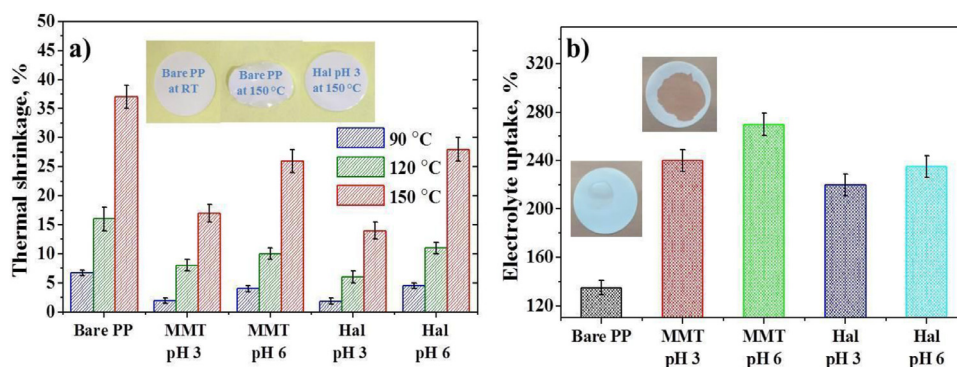 a)
Thermal shrinkage, %
50
45
40
35
30
25
20
15
10
5
0
Bare PP
at RT
Bare PP
at 150 °C
Hal pH 3
at 150 °C
90 °C
120 °C
150 °C
Bare PP
MMT
pH 3
MMT
pH 6
Hal
pH 3
Hal
pH 6
b)
Electrolyte uptake, %
280
240
200
160
120
Bare PP
MMT
pH 3
MMT
pH 6
Hal
pH 3
Hal
pH 6